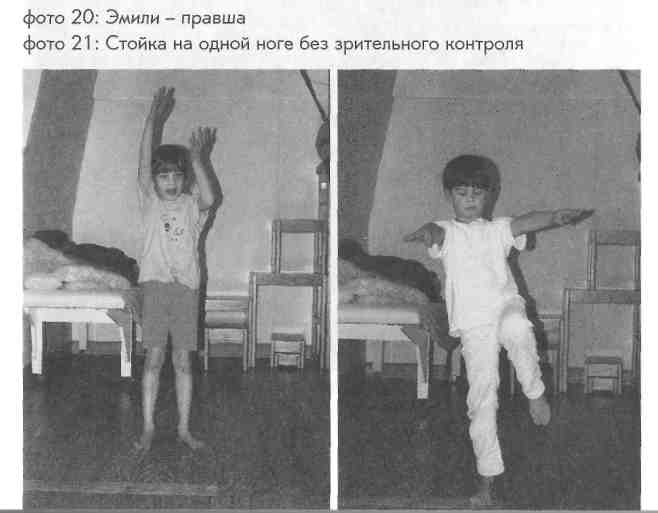 фото 20: Эмили – правша
фото 21: Стойка на одной ноге без зрительного контроля